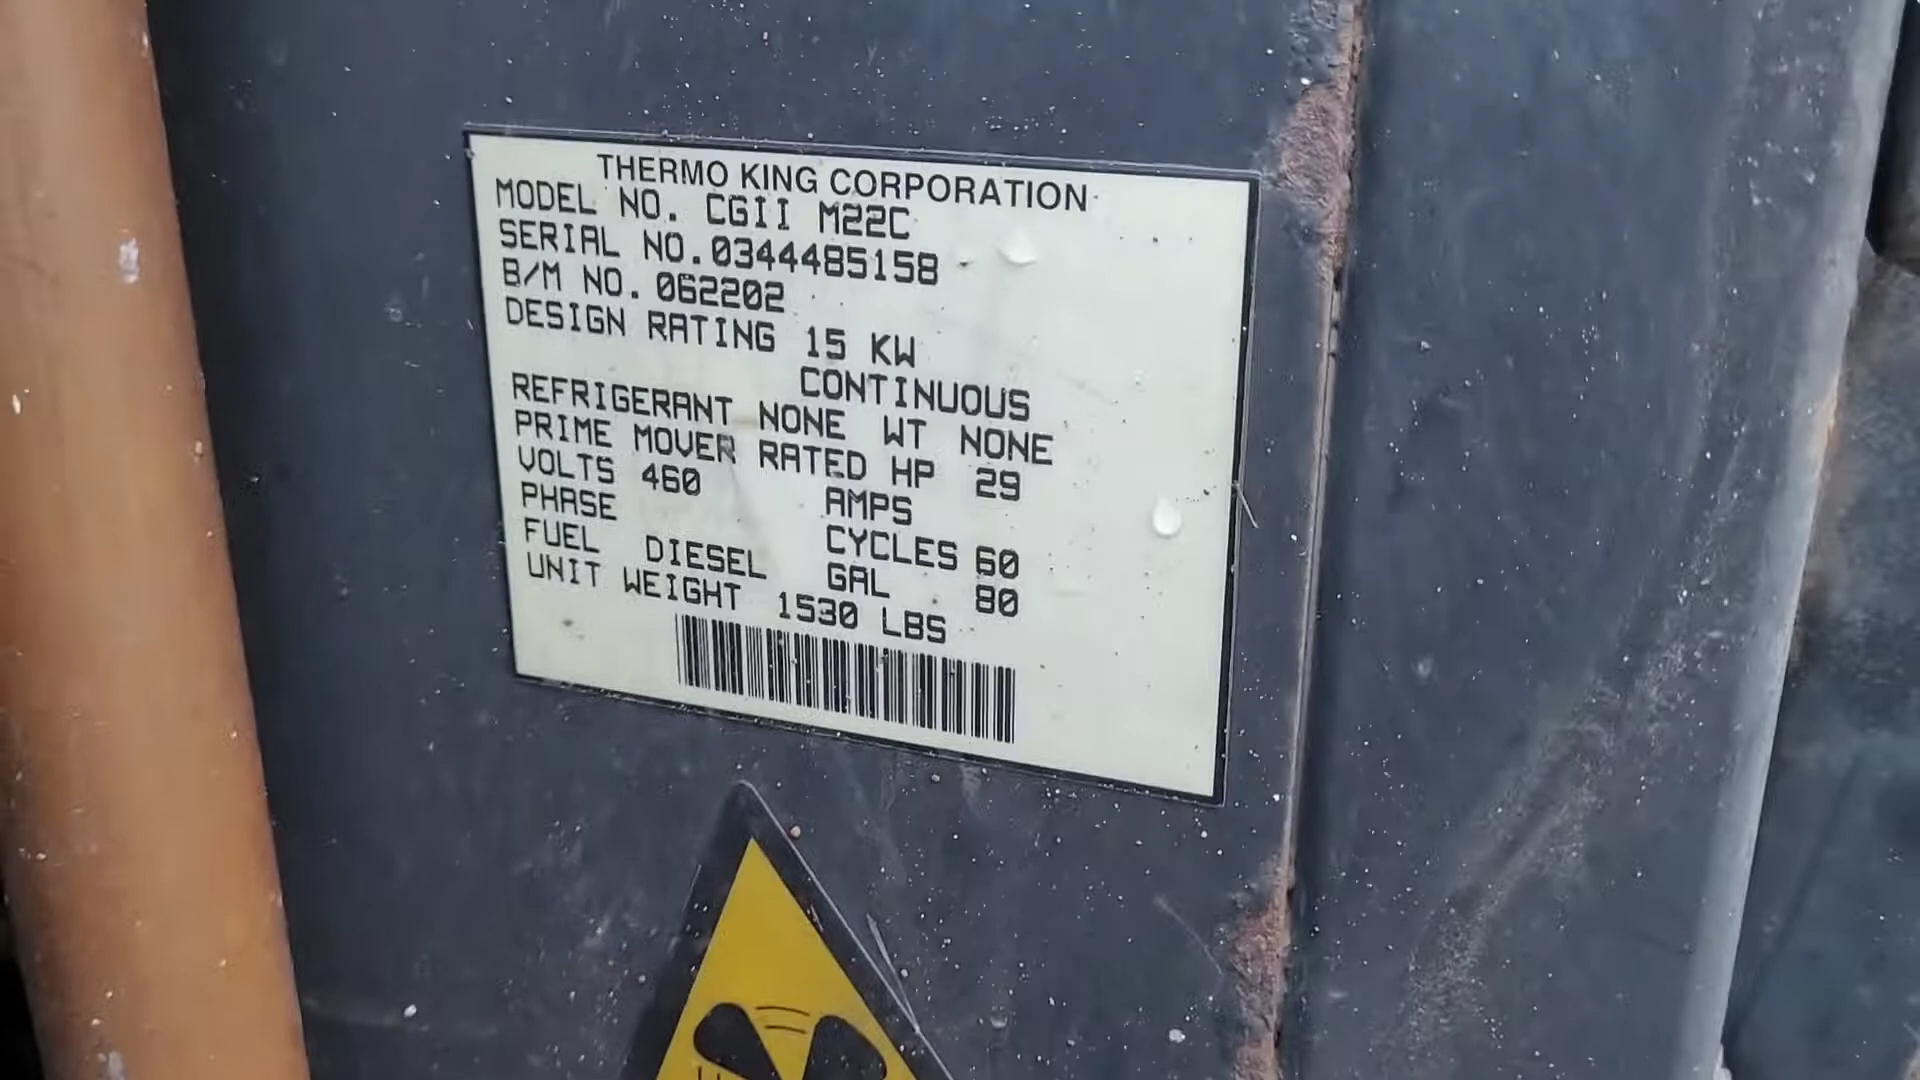 THERMO KING CORPORATION
MODEL NO. CGII M22C
SERIAL NO.0344485158
B/M NO. 062202
DESIGN RATING 15 KW
CONTINUOUS
REFRIGERANT NONE WT NONE
PRIME MOVER RATED HP 29
VOLTS 460 AMPS
PHASE CYCLES 60
FUEL DIESEL GAL 80
UNIT WEIGHT 1530 LBS